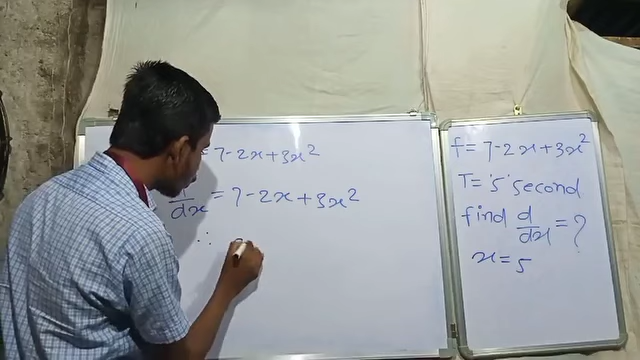 = 7-2x+3x²
d/dx = 7-2x+3x²
∴
f = 7-2x+3x²
T = '5' second
find d/dx = ?
x = 5